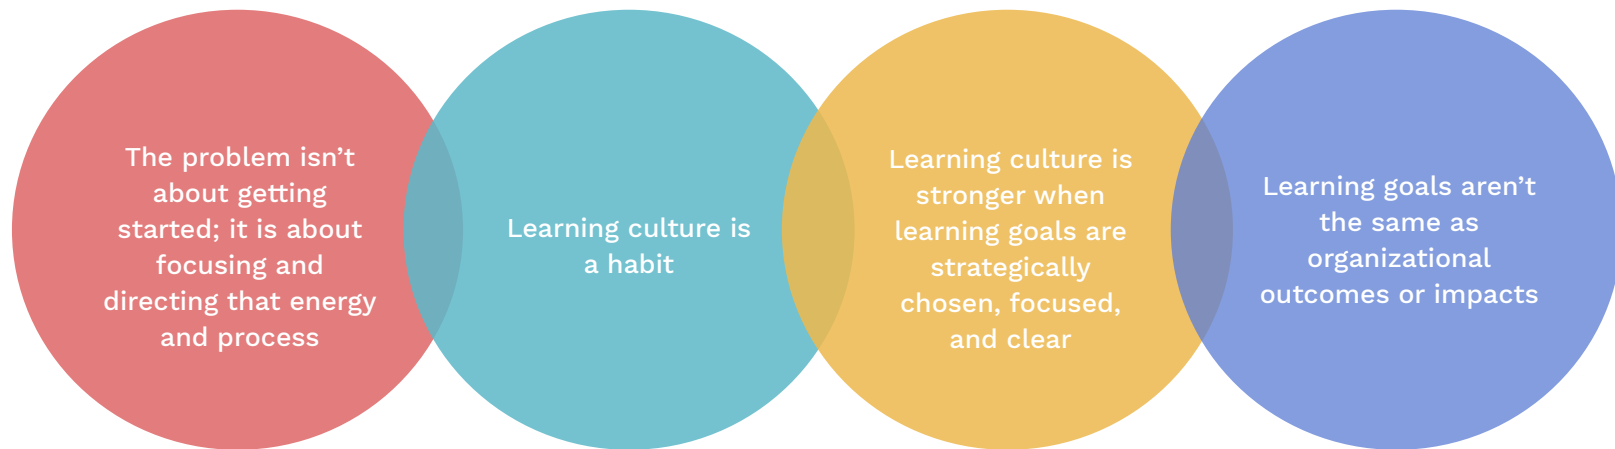 The problem isn’t
about getting
started; it is about
focusing and
directing that energy
and process
Learning culture is
a habit
Learning culture is
stronger when
learning goals are
strategically
chosen, focused,
and clear
Learning goals aren’t
the same as
organizational
outcomes or impacts